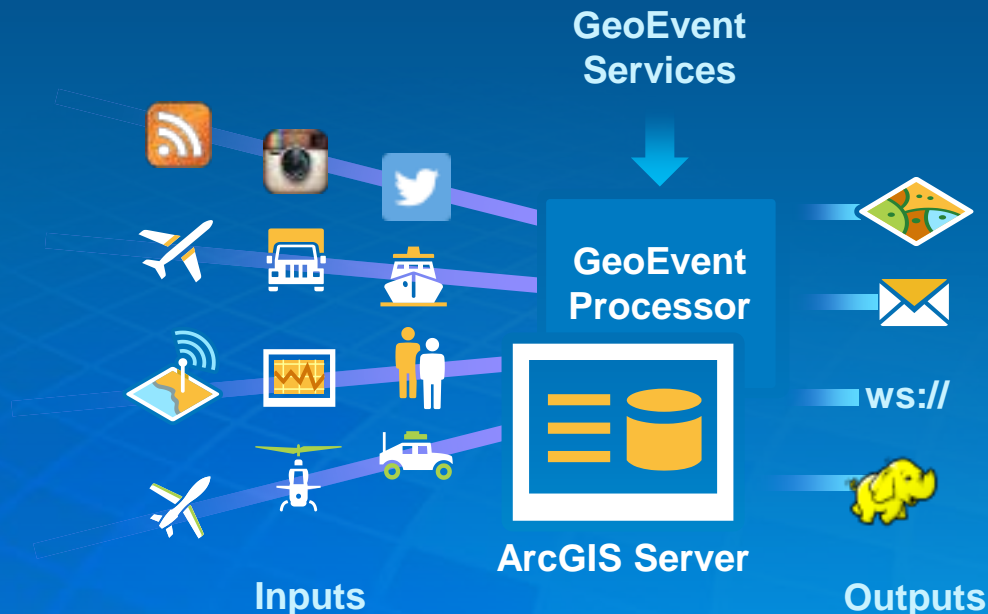 GeoEvent
Services
GeoEvent
Processor
ws://
ArcGIS Server
Inputs
Outputs